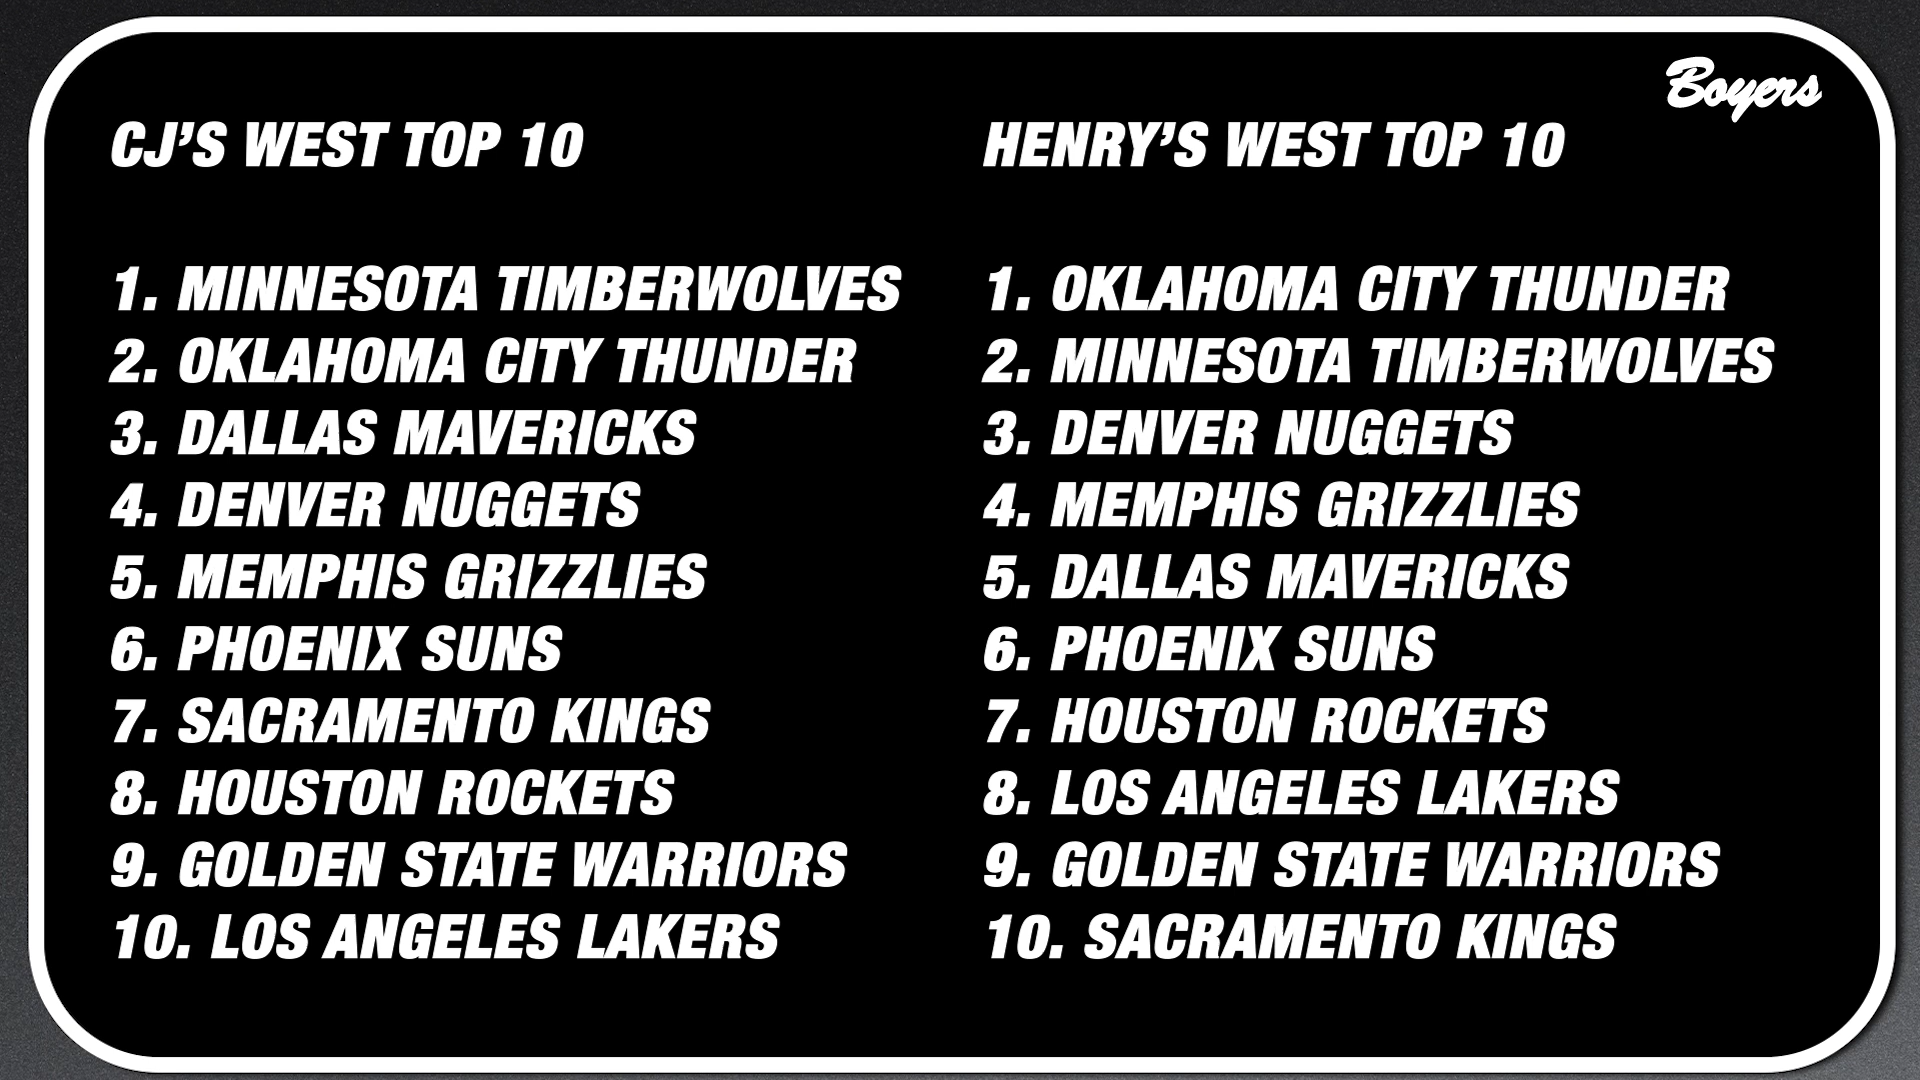 Boyers
CJ’S WEST TOP 10
1. MINNESOTA TIMBERWOLVES
2. OKLAHOMA CITY THUNDER
3. DALLAS MAVERICKS
4. DENVER NUGGETS
5. MEMPHIS GRIZZLIES
6. PHOENIX SUNS
7. SACRAMENTO KINGS
8. HOUSTON ROCKETS
9. GOLDEN STATE WARRIORS
10. LOS ANGELES LAKERS
HENRY’S WEST TOP 10
1. OKLAHOMA CITY THUNDER
2. MINNESOTA TIMBERWOLVES
3. DENVER NUGGETS
4. MEMPHIS GRIZZLIES
5. DALLAS MAVERICKS
6. PHOENIX SUNS
7. HOUSTON ROCKETS
8. LOS ANGELES LAKERS
9. GOLDEN STATE WARRIORS
10. SACRAMENTO KINGS